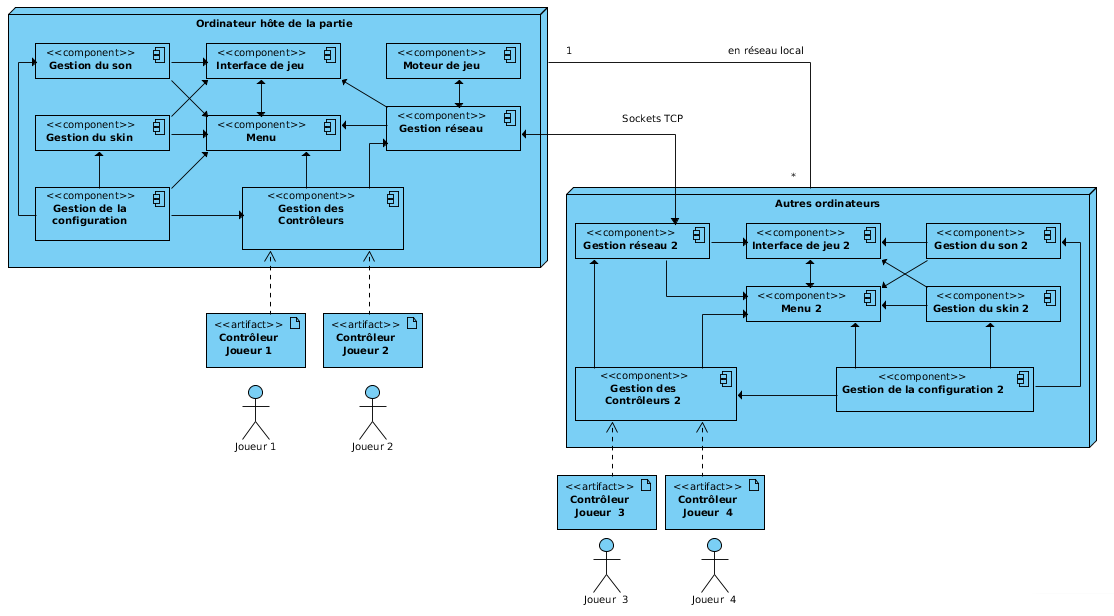 Ordinateur hôte de la partie
<<component>>
Gestion du son
<<component>>
Interface de jeu
<<component>>
Moteur de jeu
<<component>>
Gestion du skin
<<component>>
Menu
<<component>>
Gestion réseau
<<component>>
Gestion de la
configuration
<<component>>
Gestion des
Contrôleurs
1
en réseau local
Sockets TCP
*
<<artifact>>
Contrôleur
Joueur 1
<<artifact>>
Contrôleur
Joueur 2
Joueur 1
Joueur 2
Autres ordinateurs
<<component>>
Gestion réseau 2
<<component>>
Interface de jeu 2
<<component>>
Gestion du son 2
<<component>>
Menu 2
<<component>>
Gestion du skin 2
<<component>>
Gestion des
Contrôleurs 2
<<component>>
Gestion de la configuration 2
<<artifact>>
Contrôleur
Joueur 3
<<artifact>>
Contrôleur
Joueur 4
Joueur 3
Joueur 4